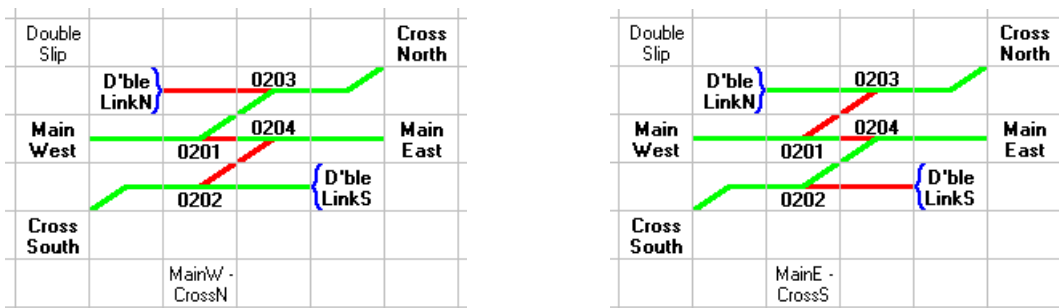 Double
Slip
Cross
North
D'ble
LinkN
0203
Main
West
0204
Main
East
0201
D'ble
LinkS
0202
Cross
South
MainW -
CrossN
Double
Slip
Cross
North
D'ble
LinkN
0203
Main
West
0204
Main
East
0201
D'ble
LinkS
0202
Cross
South
MainE -
CrossS